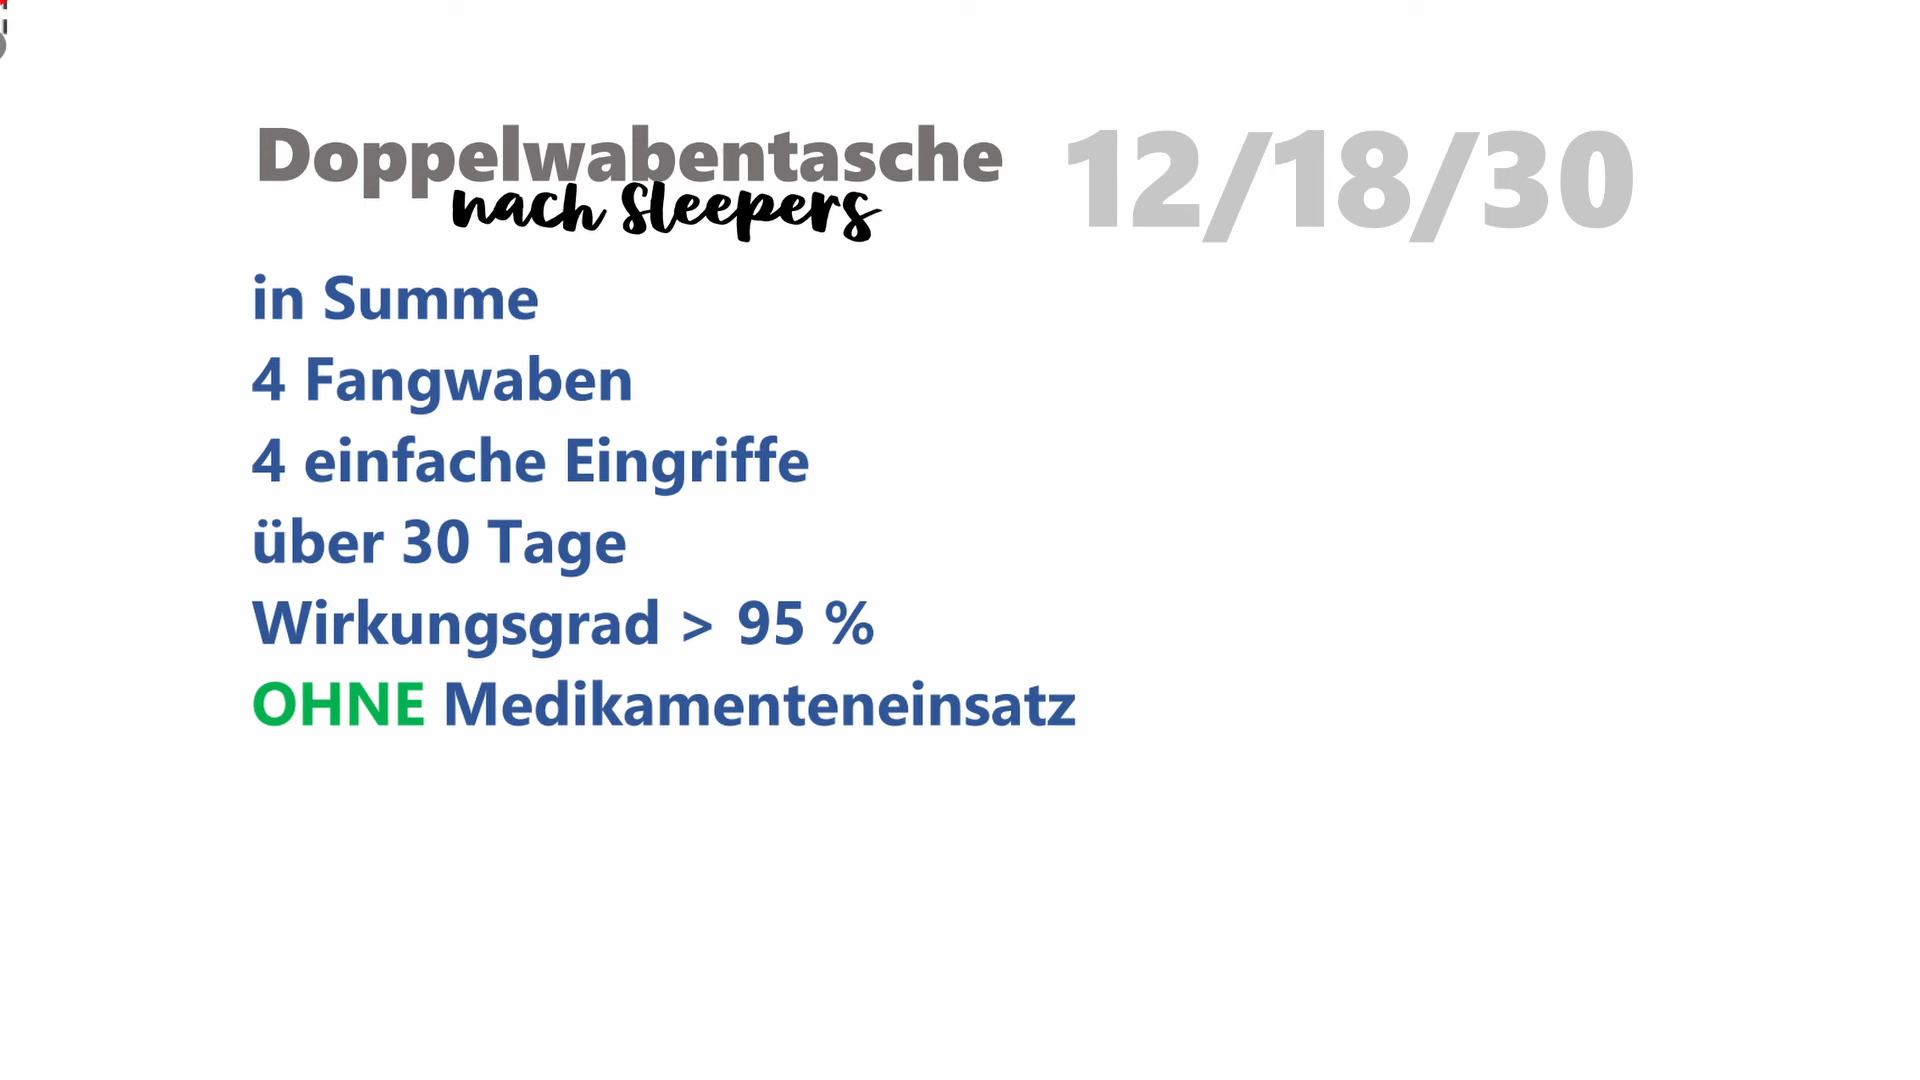 Doppelwabentasche 12/18/30
nach Sleepers
in Summe
4 Fangwaben
4 einfache Eingriffe
über 30 Tage
Wirkungsgrad > 95 %
OHNE Medikamenteneinsatz